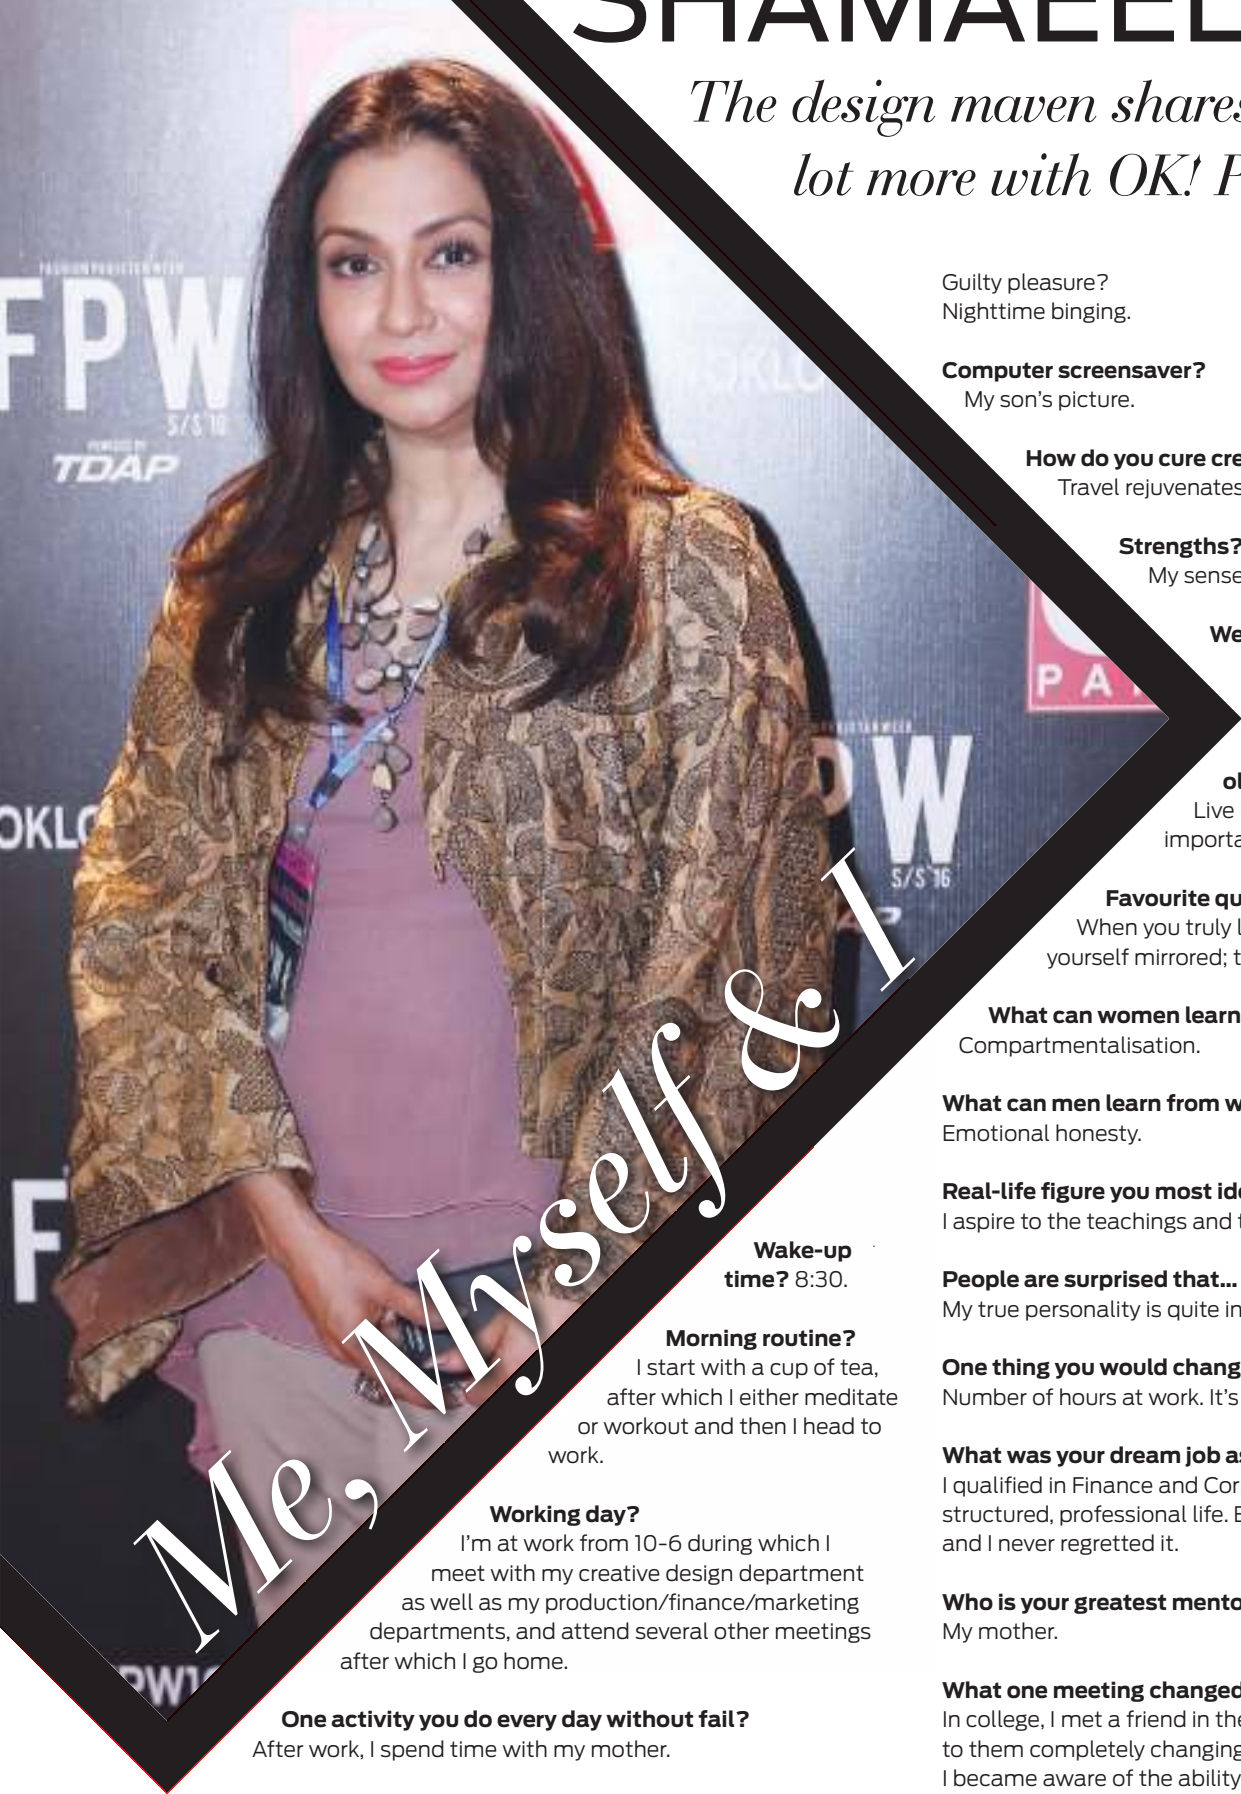 SHAMAEEL
The design maven shares
lot more with OK! P
FASHION PAKISTAN WEEK
FPW
S/S 16
POWERED BY
TDAP
OKLO
OKLO
PA
PW
S/S 16
F
PW1
Me, Myself & I
Wake-up
time? 8:30.
Morning routine?
I start with a cup of tea,
after which I either meditate
or workout and then I head to
work.
Working day?
I'm at work from 10-6 during which I
meet with my creative design department
as well as my production/finance/marketing
departments, and attend several other meetings
after which I go home.
One activity you do every day without fail?
After work, I spend time with my mother.
Guilty pleasure?
Nighttime binging.
Computer screensaver?
My son's picture.
How do you cure cre
Travel rejuvenates
Strengths?
My sense
We
ol
Live
importa
Favourite qu
When you truly l
yourself mirrored; t
What can women learn
Compartmentalisation.
What can men learn from w
Emotional honesty.
Real-life figure you most ide
I aspire to the teachings and t
People are surprised that...
My true personality is quite in
One thing you would chang
Number of hours at work. It's
What was your dream job as
I qualified in Finance and Cor
structured, professional life. B
and I never regretted it.
Who is your greatest mento
My mother.
What one meeting changed
In college, I met a friend in the
to them completely changing
I became aware of the ability